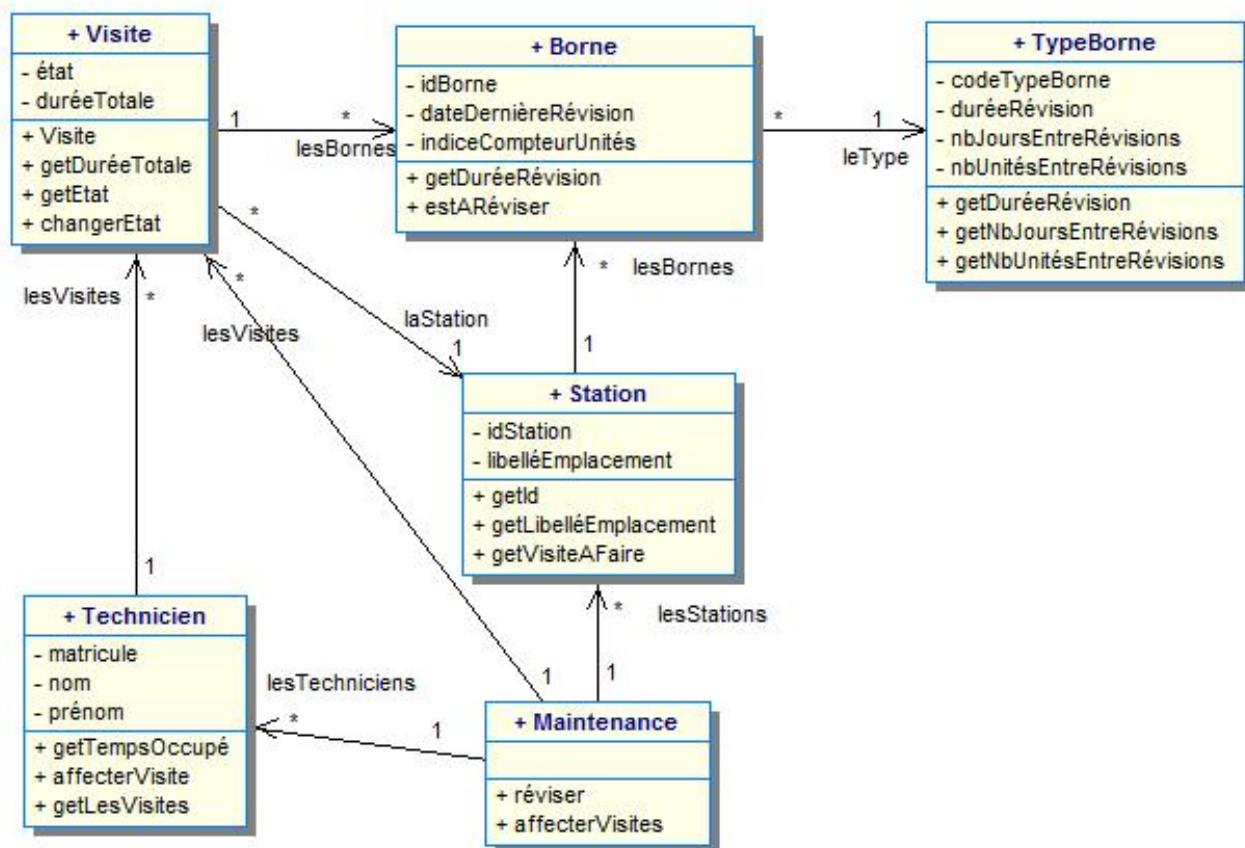 + Visite
- état
- duréeTotale
+ Visite
+ getDuréeTotale
+ getEtat
+ changerEtat
1
*
lesBornes
+ Borne
- idBorne
- dateDernièreRévision
- indiceCompteurUnités
+ getDuréeRévision
+ estARéviser
*
1
leType
+ TypeBorne
- codeTypeBorne
- duréeRévision
- nbJoursEntreRévisions
- nbUnitésEntreRévisions
+ getDuréeRévision
+ getNbJoursEntreRévisions
+ getNbUnitésEntreRévisions
*
laStation
1
lesVisites
*
*
lesVisites
* lesBornes
1
+ Station
- idStation
- libelléEmplacement
+ getId
+ getLibelléEmplacement
+ getVisiteAFaire
1
* lesStations
1
1
+ Technicien
- matricule
- nom
- prénom
+ getTempsOccupé
+ affecterVisite
+ getLesVisites
lesTechniciens
*
1
+ Maintenance
+ réviser
+ affecterVisites